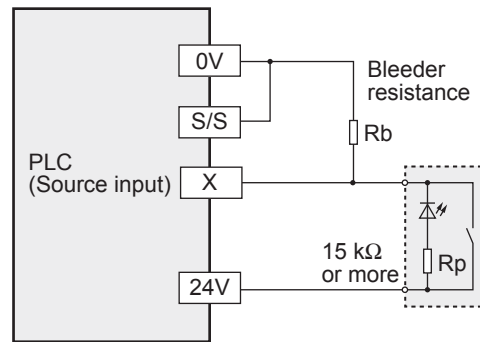 0V
Bleeder
resistance
S/S
Rb
PLC
(Source input)
X
15 kΩ
or more
Rp
24V